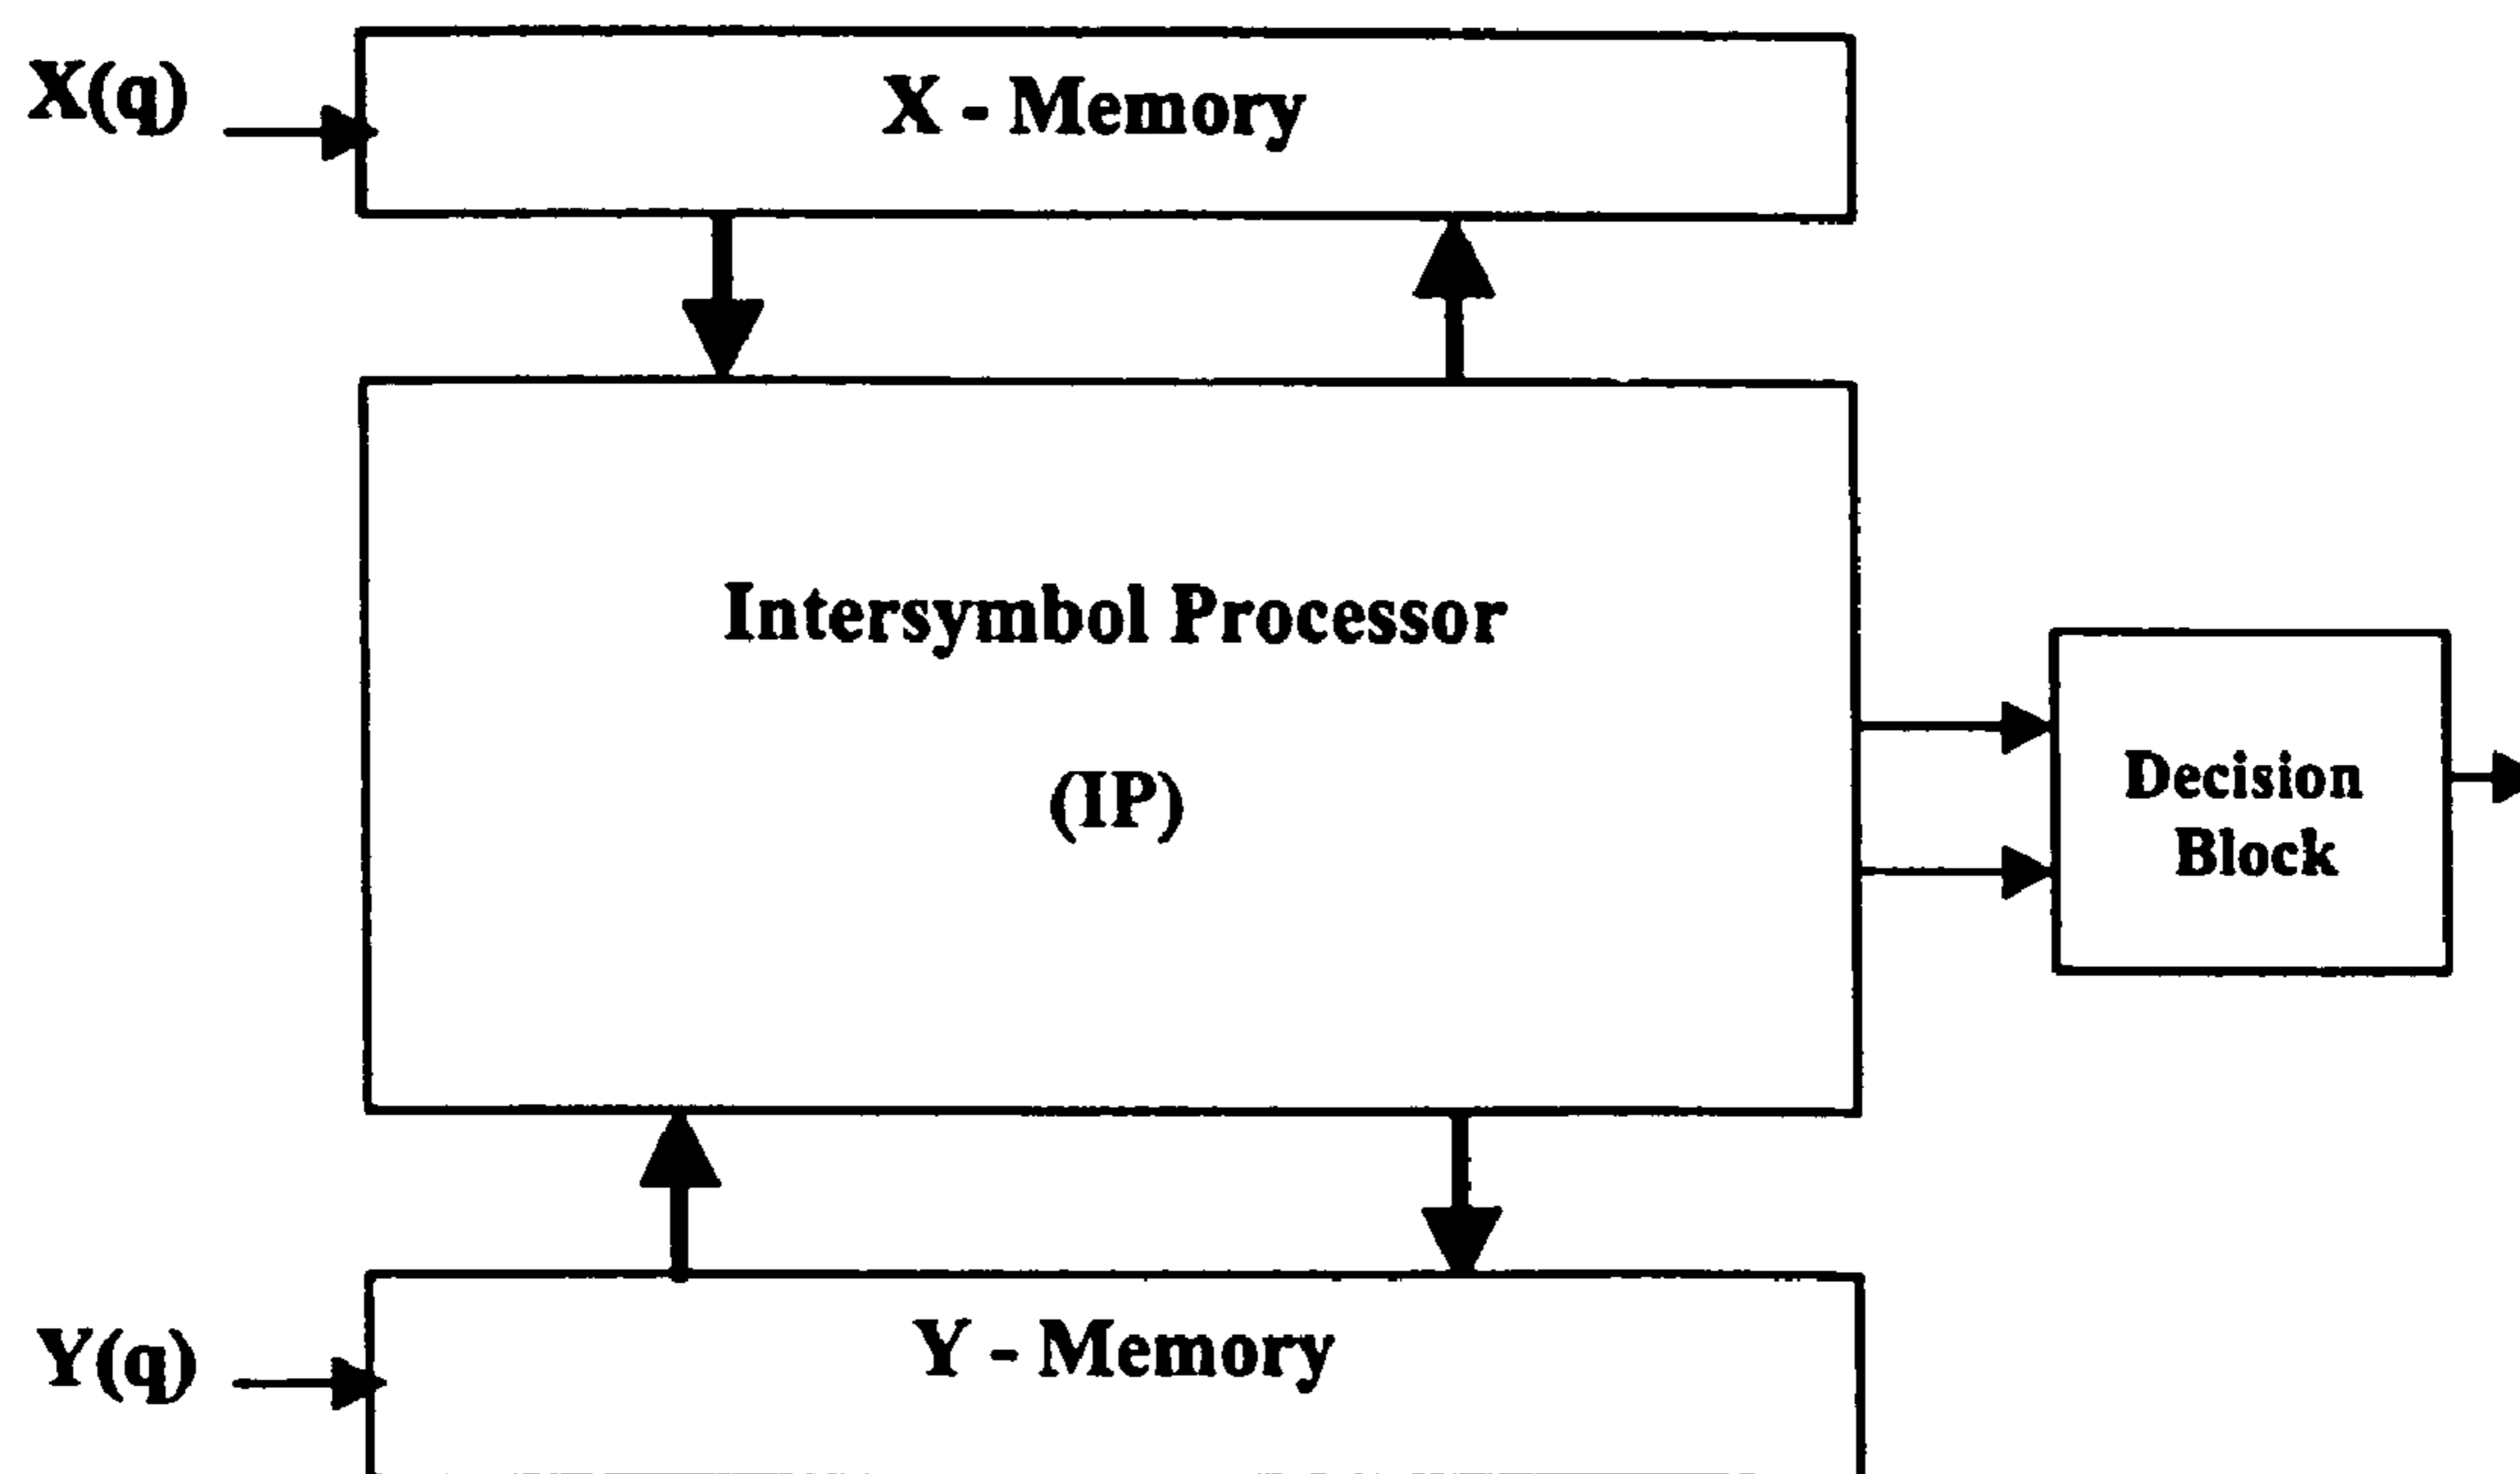 X(q)
X - Memory
Intersymbol Processor
(IP)
Decision
Block
Y(q)
Y - Memory